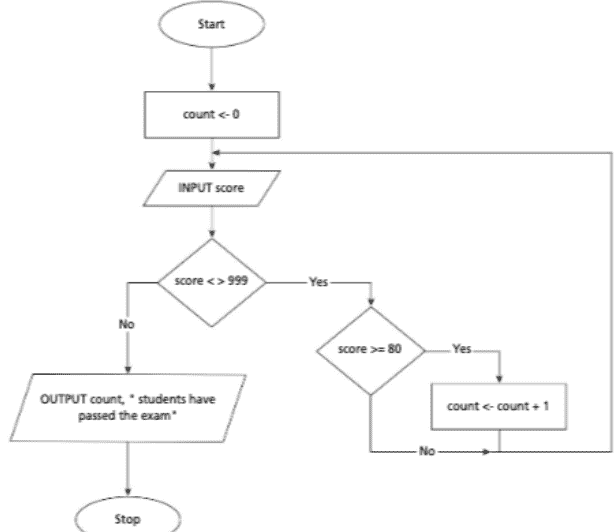 Start
count <- 0
INPUT score
score < > 999
Yes
No
score >= 80
Yes
count <- count + 1
No
OUTPUT count, " students have
passed the exam"
Stop